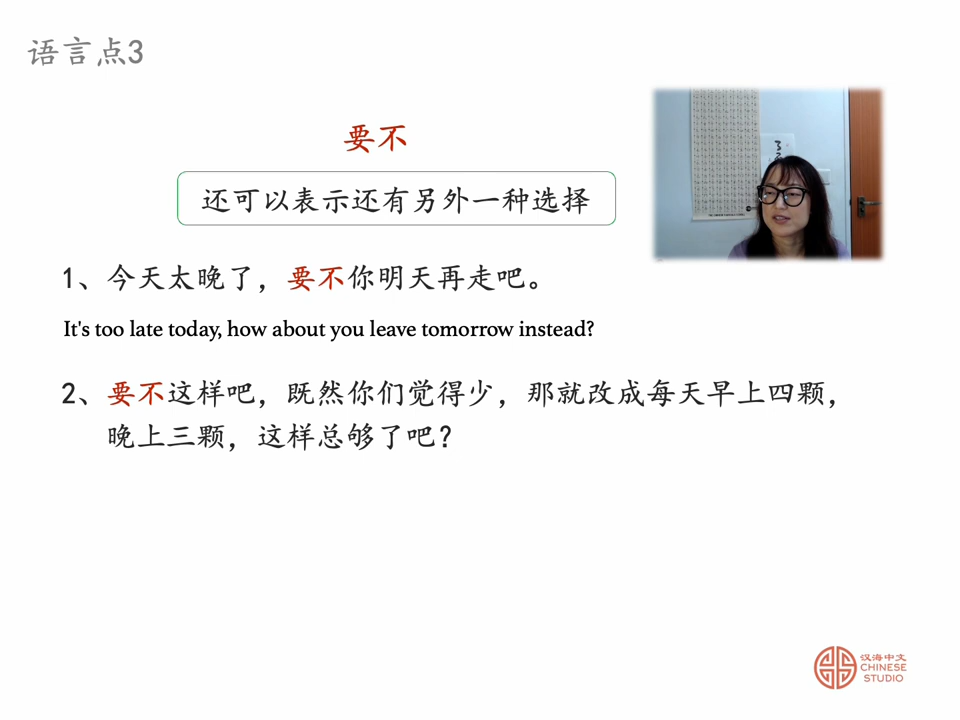 语言点3
要不
还可以表示还有另外一种选择
1、今天太晚了，要不你明天再走吧。
It's too late today, how about you leave tomorrow instead?
2、要不这样吧，既然你们觉得少，那就改成每天早上四颗，
晚上三颗，这样总够了吧？
汉海中文
CHINESE
STUDIO